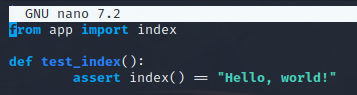 GNU nano 7.2
from app import index
def test_index():
assert index() == "Hello, world!"